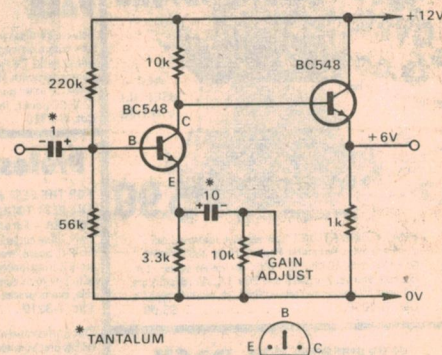 +12V
10k
BC548
220k
BC548
*
1
- +
C
B
+6V
E
*
10
+ -
56k
3.3k
10k
GAIN
ADJUST
1k
0V
* TANTALUM
B
E C